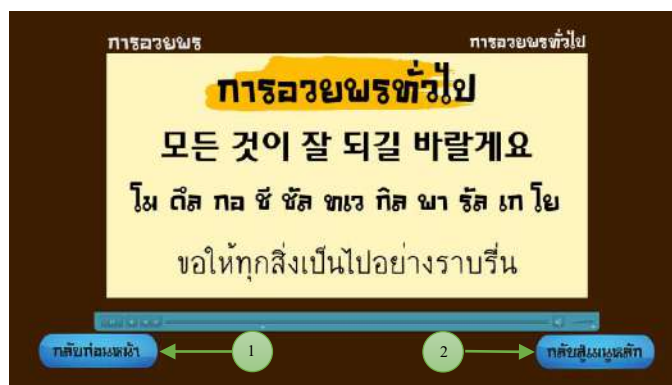 การอวยพร
การอวยพรทั่วไป
การอวยพรทั่วไป
모든 것이 잘 되길 바랄게요
โม ดึล กอ ชี ชัล ทเว กิล พา รัล เก โย
ขอให้ทุกสิ่งเป็นไปอย่างราบรื่น
กลับก่อนหน้า
1
2
กลับสู่เมนูหลัก